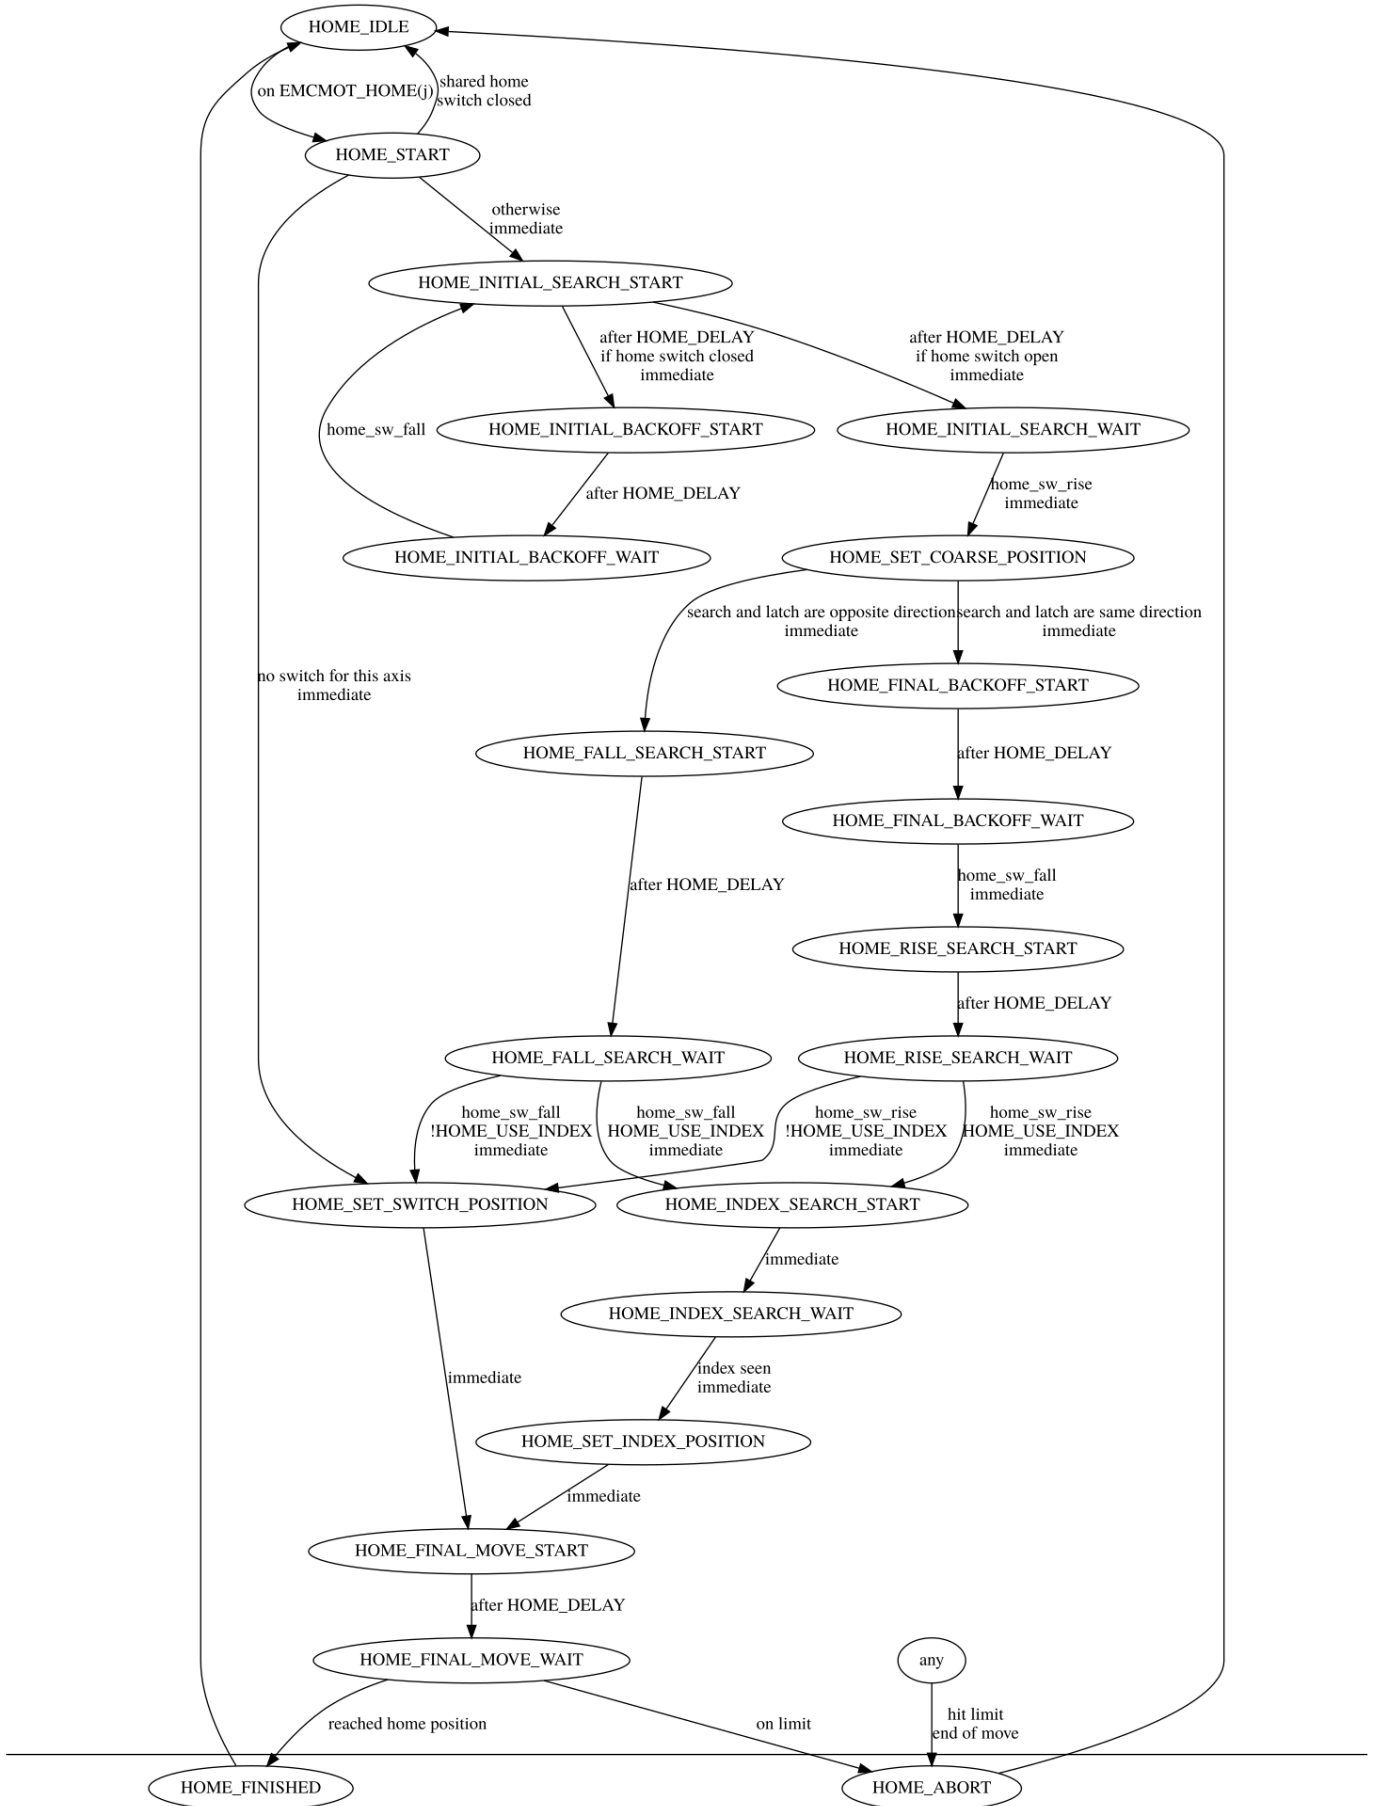 HOME_IDLE
on EMCMOT_HOME(j)
shared home
switch closed
HOME_START
otherwise
immediate
HOME_INITIAL_SEARCH_START
after HOME_DELAY
if home switch closed
immediate
after HOME_DELAY
if home switch open
immediate
home_sw_fall
HOME_INITIAL_BACKOFF_START
HOME_INITIAL_SEARCH_WAIT
after HOME_DELAY
home_sw_rise
immediate
HOME_INITIAL_BACKOFF_WAIT
HOME_SET_COARSE_POSITION
search and latch are opposite direction
immediate
search and latch are same direction
immediate
no switch for this axis
immediate
HOME_FINAL_BACKOFF_START
HOME_FALL_SEARCH_START
after HOME_DELAY
HOME_FINAL_BACKOFF_WAIT
after HOME_DELAY
home_sw_fall
immediate
HOME_RISE_SEARCH_START
after HOME_DELAY
HOME_FALL_SEARCH_WAIT
HOME_RISE_SEARCH_WAIT
home_sw_fall
!HOME_USE_INDEX
immediate
home_sw_fall
HOME_USE_INDEX
immediate
home_sw_rise
!HOME_USE_INDEX
immediate
home_sw_rise
HOME_USE_INDEX
immediate
HOME_SET_SWITCH_POSITION
HOME_INDEX_SEARCH_START
immediate
HOME_INDEX_SEARCH_WAIT
immediate
index seen
immediate
HOME_SET_INDEX_POSITION
immediate
HOME_FINAL_MOVE_START
after HOME_DELAY
HOME_FINAL_MOVE_WAIT
any
reached home position
on limit
hit limit
end of move
HOME_FINISHED
HOME_ABORT